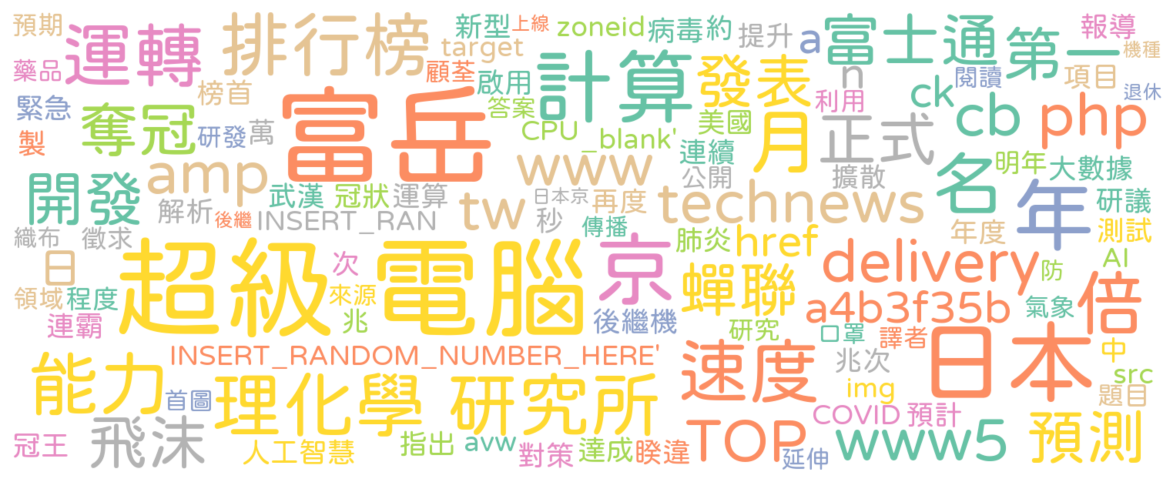 預期
運轉
排行榜
新型
上線
zoneid
病毒約
提升
a
富士通
第一
報導
機種
藥品
target
顧荃
啟用
計算
發表
n
閱讀
項目
退休
緊急
奪冠
榜首
研發
萬
富岳
答案
CPU
_blank'
美國
月
利用
正式
ck
cb
php
製
amp
www
連續
公開
擴散
名
明年
大數據
開發
解析
武漢
冠狀
運算
tw
日本京
再度
technews
年
研議
後繼
INSERT_RAN
秒
傳播
織布
徵求
超級
電腦
京
肺炎
href
年度
測試
日
次
delivery
防
AI
領域
程度
來源
蟬聯
a4b3f35b
氣象
倍
連霸
兆
後繼機
研究
口罩
譯者
日本
中
INSERT_RANDOM_NUMBER_HERE'
速度
兆次
src
能力
首圖
理化學
研究所
img
題目
冠王
飛沫
人工智慧
指出
avw
對策
達成
睽違
TOP
COVID
預計
延伸
www5
預測